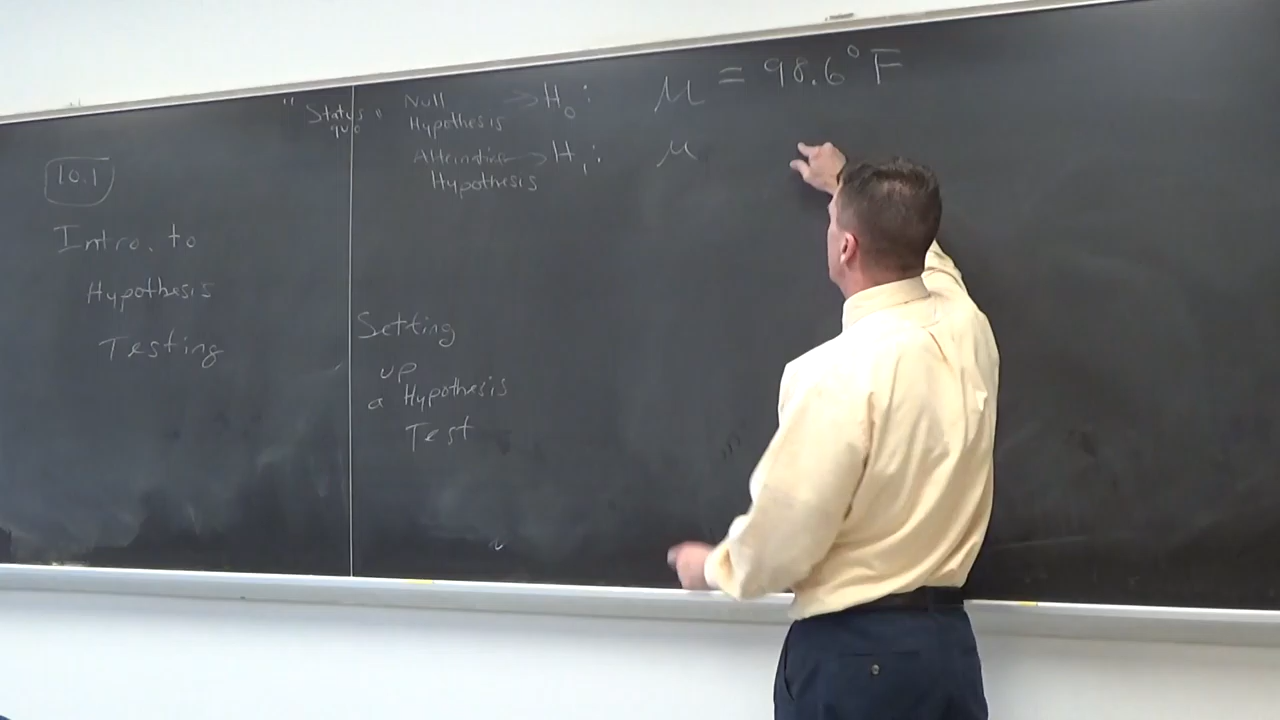 10.1
Intro. to
Hypothesis
Testing
"Status quo"
Null Hypothesis → H₀: μ = 98.6° F
Alternative Hypothesis → H₁: μ
Setting
up
a Hypothesis
Test